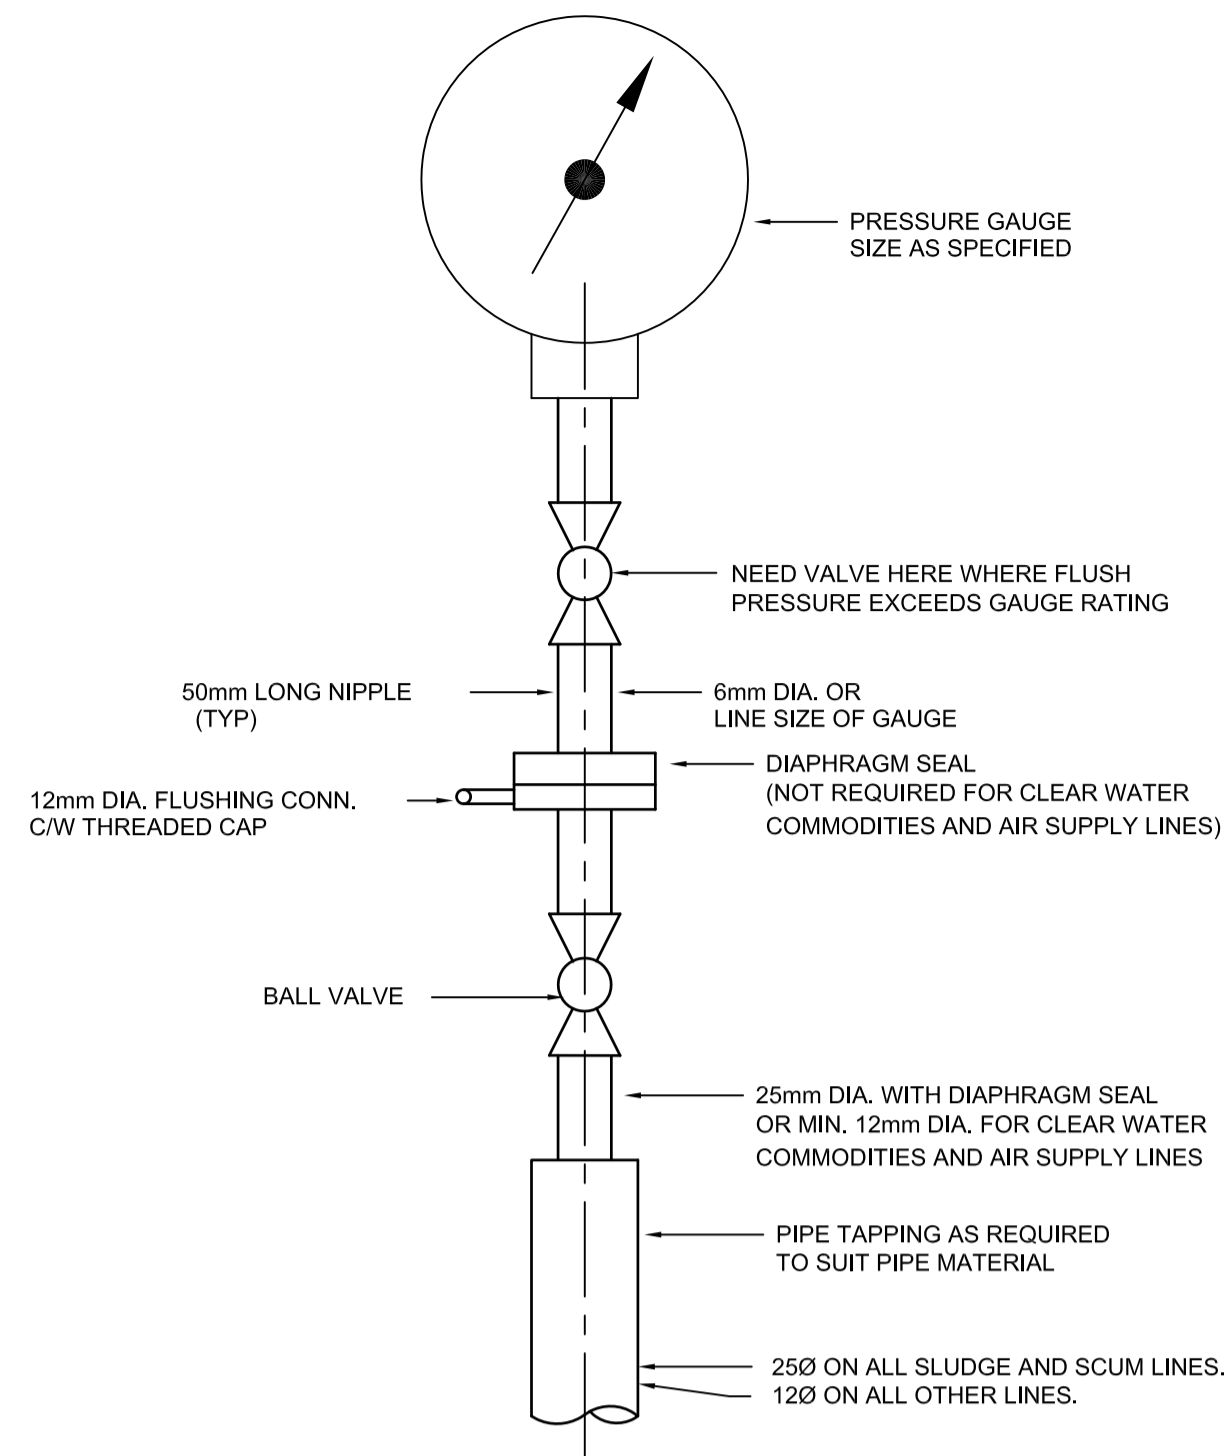 PRESSURE GAUGE
SIZE AS SPECIFIED
NEED VALVE HERE WHERE FLUSH
PRESSURE EXCEEDS GAUGE RATING
50mm LONG NIPPLE
(TYP)
6mm DIA. OR
LINE SIZE OF GAUGE
DIAPHRAGM SEAL
(NOT REQUIRED FOR CLEAR WATER
COMMODITIES AND AIR SUPPLY LINES)
12mm DIA. FLUSHING CONN.
C/W THREADED CAP
BALL VALVE
25mm DIA. WITH DIAPHRAGM SEAL
OR MIN. 12mm DIA. FOR CLEAR WATER
COMMODITIES AND AIR SUPPLY LINES
PIPE TAPPING AS REQUIRED
TO SUIT PIPE MATERIAL
25Ø ON ALL SLUDGE AND SCUM LINES.
12Ø ON ALL OTHER LINES.